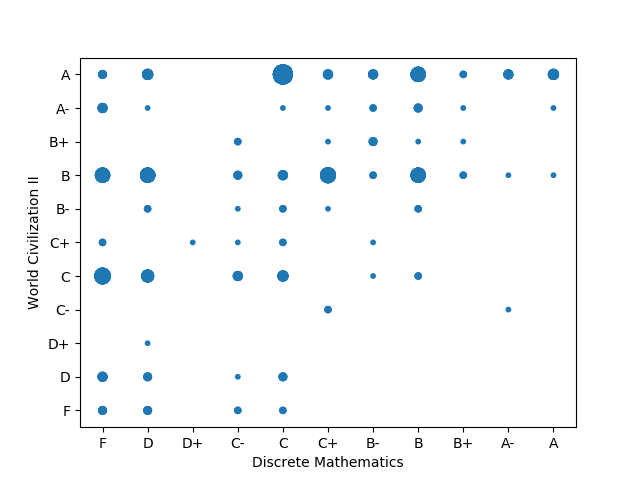 A
A-
B+
B
B-
C+
C
C-
D+
D
F
World Civilization II
F D D+ C- C C+ B- B B+ A- A
Discrete Mathematics